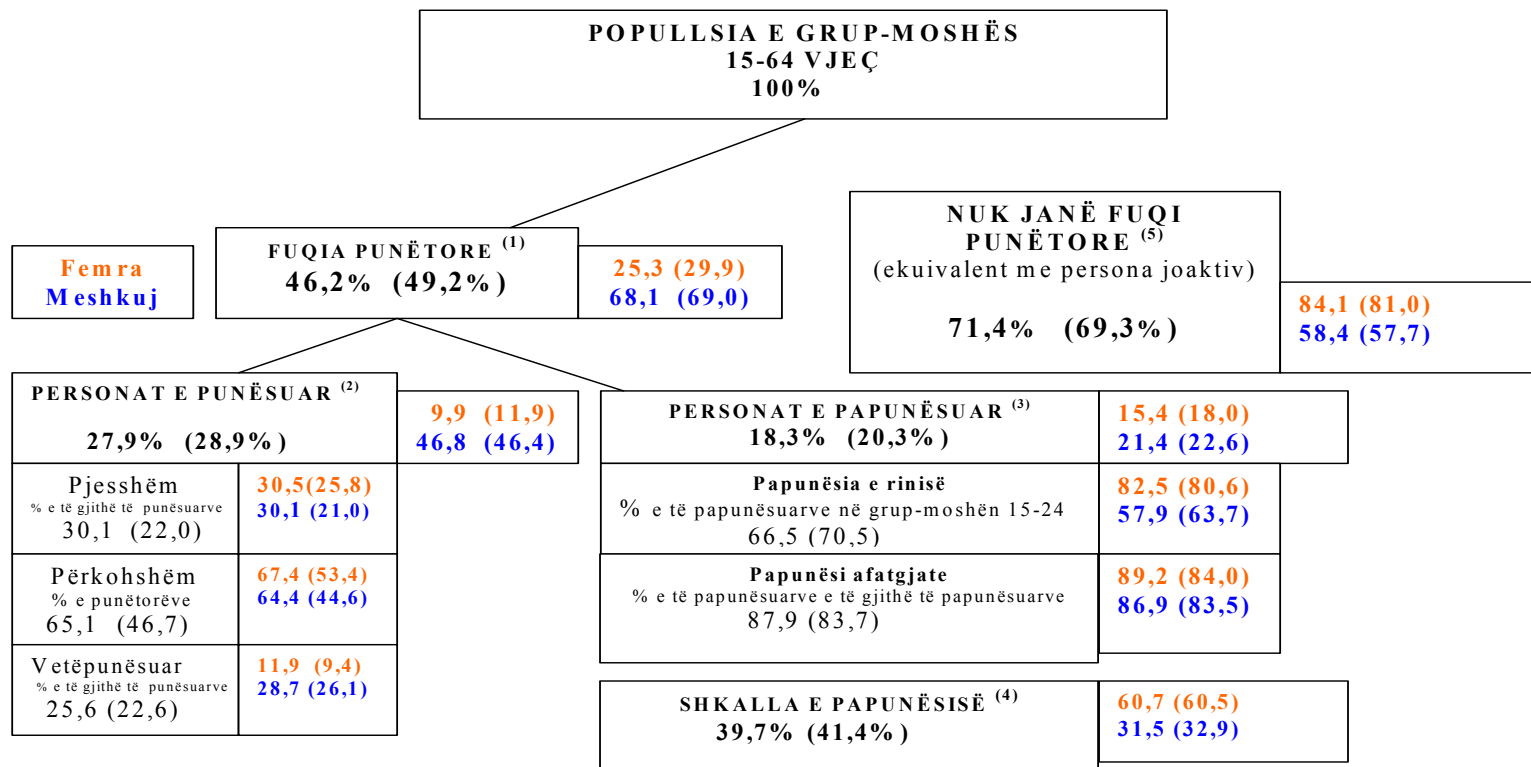 POPULLSIA E GRUP-MOSHËS
15-64 VJEÇ
100%
Femra
Meshkuj
FUQIA PUNËTORE (1)
46,2% (49,2%)
25,3 (29,9)
68,1 (69,0)
NUK JANË FUQI
PUNËTORE (5)
(ekuivalent me persona joaktiv)
71,4% (69,3%)
84,1 (81,0)
58,4 (57,7)
PERSONAT E PUNËSUAR (2)
27,9% (28,9%)
9,9 (11,9)
46,8 (46,4)
Pjesshëm
% e të gjithë të punësuarve
30,1 (22,0)
30,5(25,8)
30,1 (21,0)
Përkohshëm
% e punëtorëve
65,1 (46,7)
67,4 (53,4)
64,4 (44,6)
Vetëpunësuar
% e të gjithë të punësuarve
25,6 (22,6)
11,9 (9,4)
28,7 (26,1)
PERSONAT E PAPUNËSUAR (3)
18,3% (20,3%)
15,4 (18,0)
21,4 (22,6)
Papunësia e rinisë
% e të papunësuarve në grup-moshën 15-24
66,5 (70,5)
82,5 (80,6)
57,9 (63,7)
Papunësi afatgjate
% e të papunësuarve e të gjithë të papunësuarve
87,9 (83,7)
89,2 (84,0)
86,9 (83,5)
SHKALLA E PAPUNËSISË (4)
39,7% (41,4%)
60,7 (60,5)
31,5 (32,9)